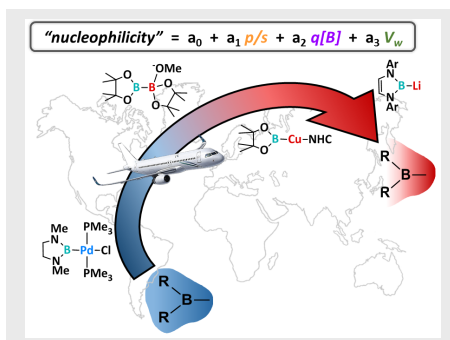 "nucleophilicity" = a0 + a1 p/s + a2 q[B] + a3 Vw
-OMe
O O
B-B
O O
Ar
N
B-Li
N
Ar
O
B-Cu-NHC
O
R
B
R
Me
PMe3
N
B-Pd-Cl
N
Me
PMe3
R
B
R